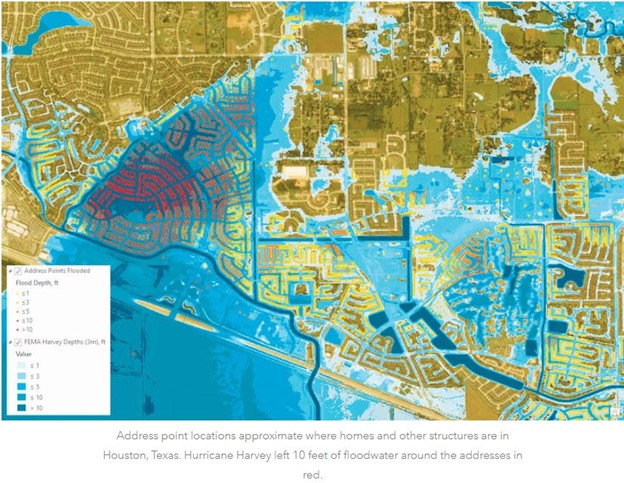 Address Points Flooded
Flood Depth, ft
≤1
≤3
≤5
≤10
>10
FEMA Harvey Depths (3m), ft
Value
≤ 1
≤ 3
≤ 5
≤ 10
> 10
Address point locations approximate where homes and other structures are in
Houston, Texas. Hurricane Harvey left 10 feet of floodwater around the addresses in
red.